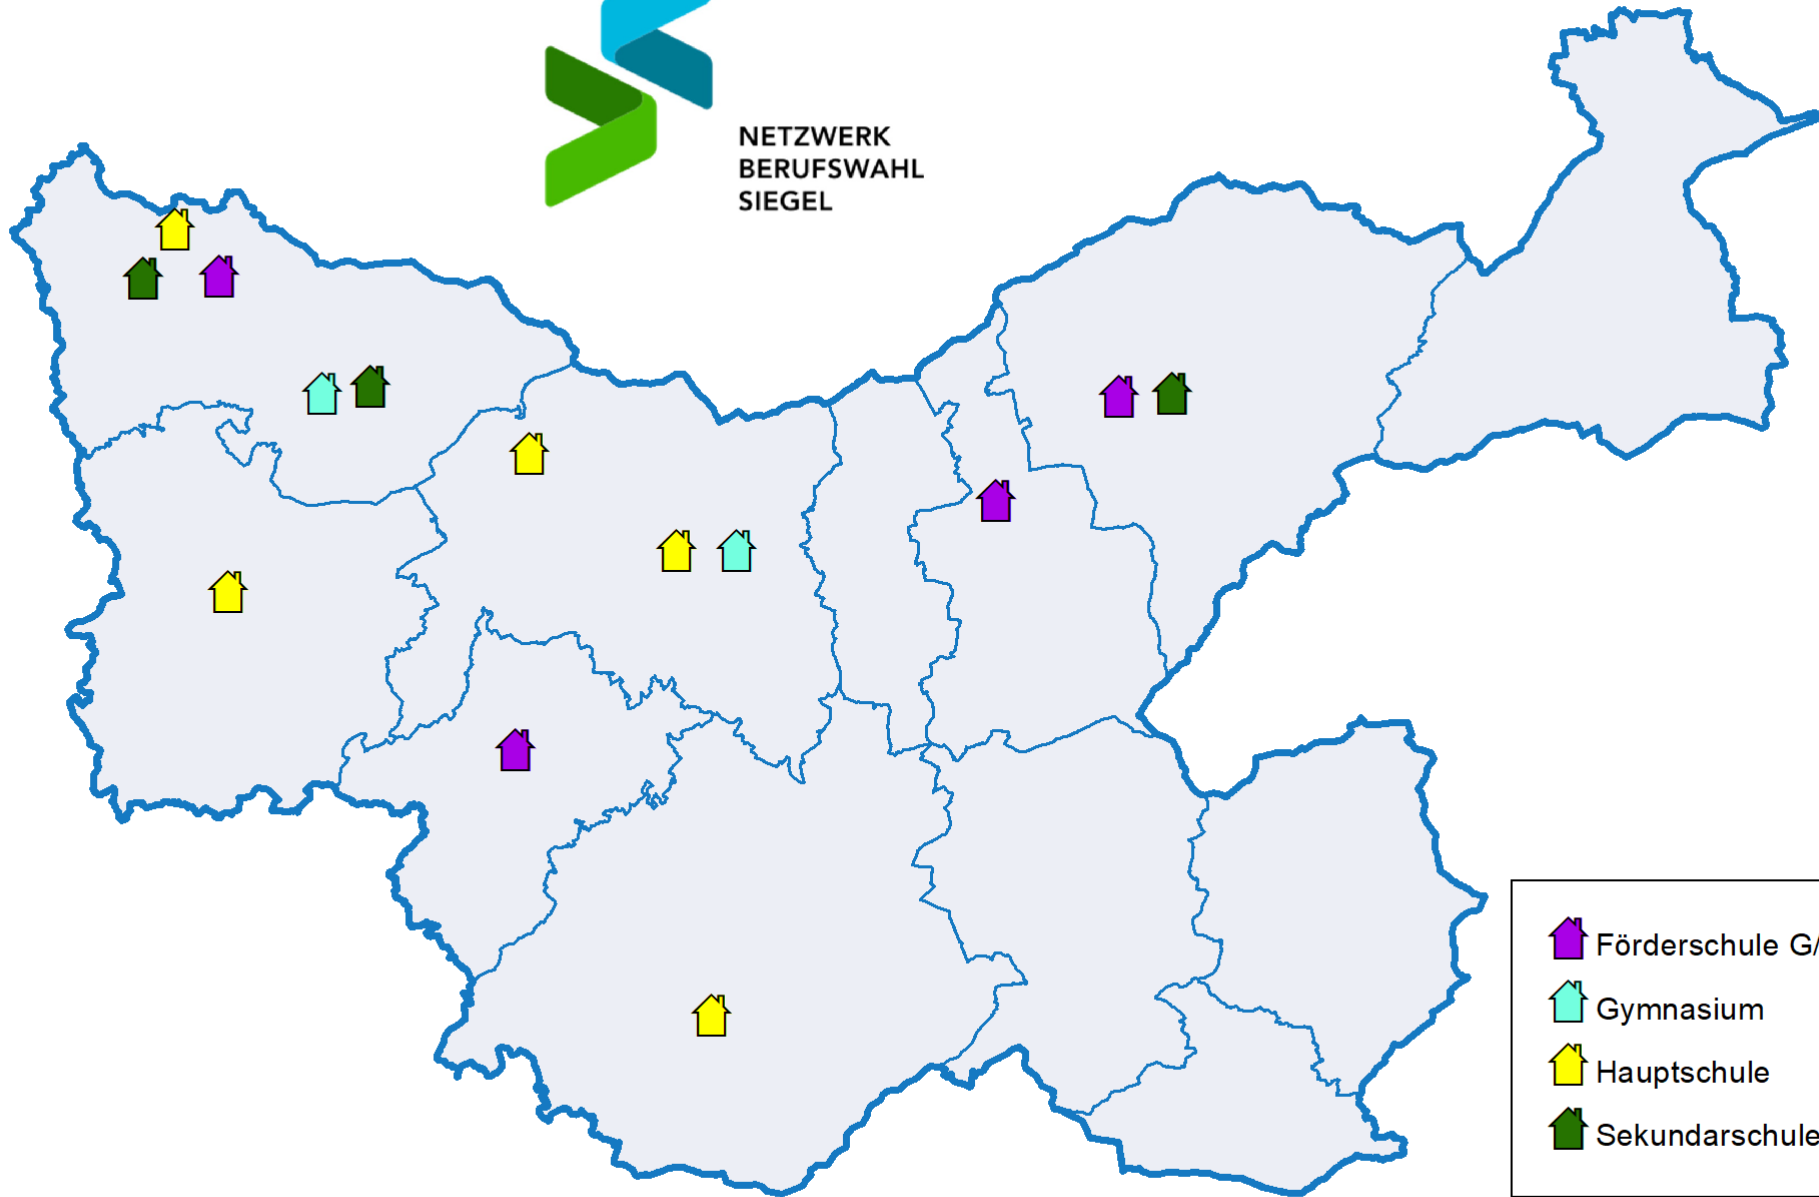 NETZWERK
BERUFSWAHL
SIEGEL
Förderschule G/
Gymnasium
Hauptschule
Sekundarschule